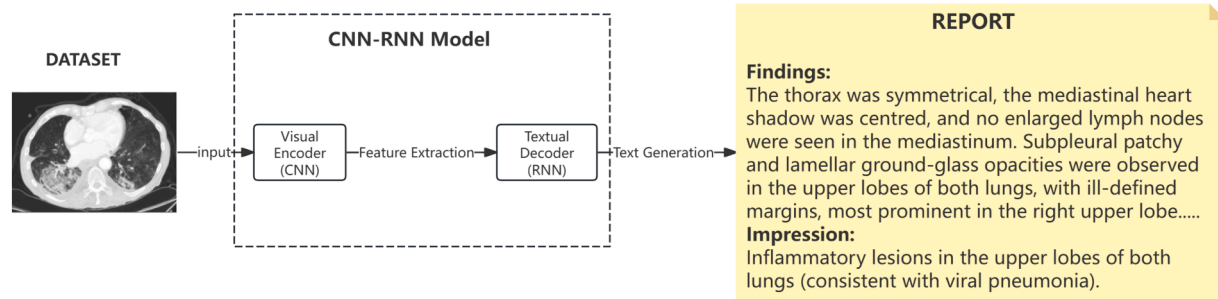 DATASET
input
CNN-RNN Model
Visual
Encoder
(CNN)
Feature Extraction
Textual
Decoder
(RNN)
Text Generation
REPORT
Findings:
The thorax was symmetrical, the mediastinal heart
shadow was centred, and no enlarged lymph nodes
were seen in the mediastinum. Subpleural patchy
and lamellar ground-glass opacities were observed
in the upper lobes of both lungs, with ill-defined
margins, most prominent in the right upper lobe.....
Impression:
Inflammatory lesions in the upper lobes of both
lungs (consistent with viral pneumonia).